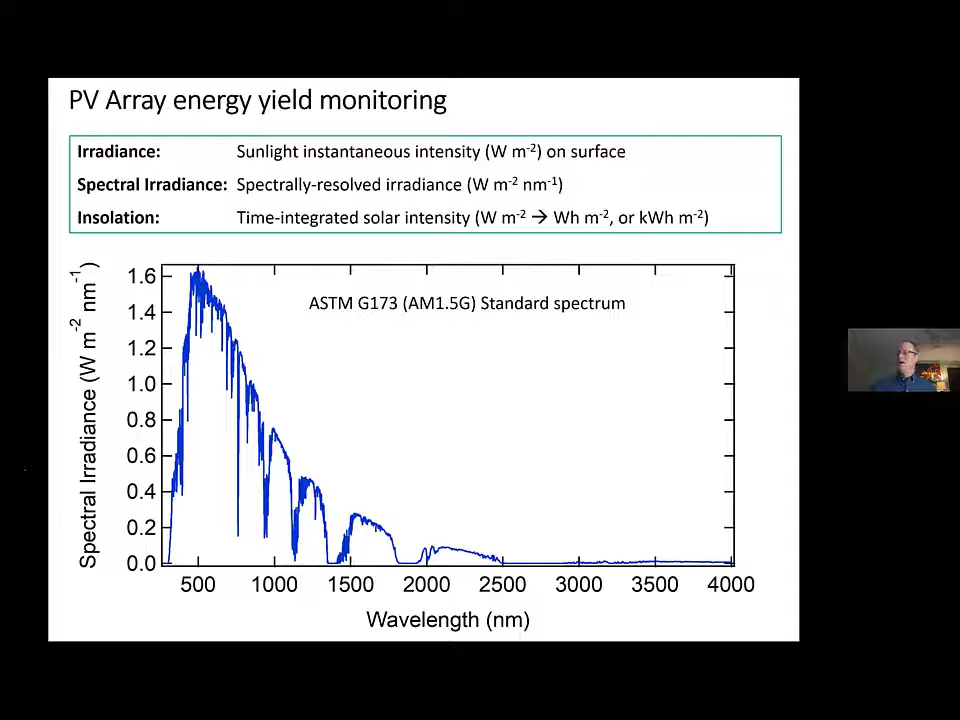 PV Array energy yield monitoring
Irradiance: Sunlight instantaneous intensity (W m-2) on surface
Spectral Irradiance: Spectrally-resolved irradiance (W m-2 nm-1)
Insolation: Time-integrated solar intensity (W m-2 → Wh m-2, or kWh m-2)
ASTM G173 (AM1.5G) Standard spectrum
Spectral Irradiance (W m-2 nm-1)
1.6
1.4
1.2
1.0
0.8
0.6
0.4
0.2
0.0
500 1000 1500 2000 2500 3000 3500 4000
Wavelength (nm)